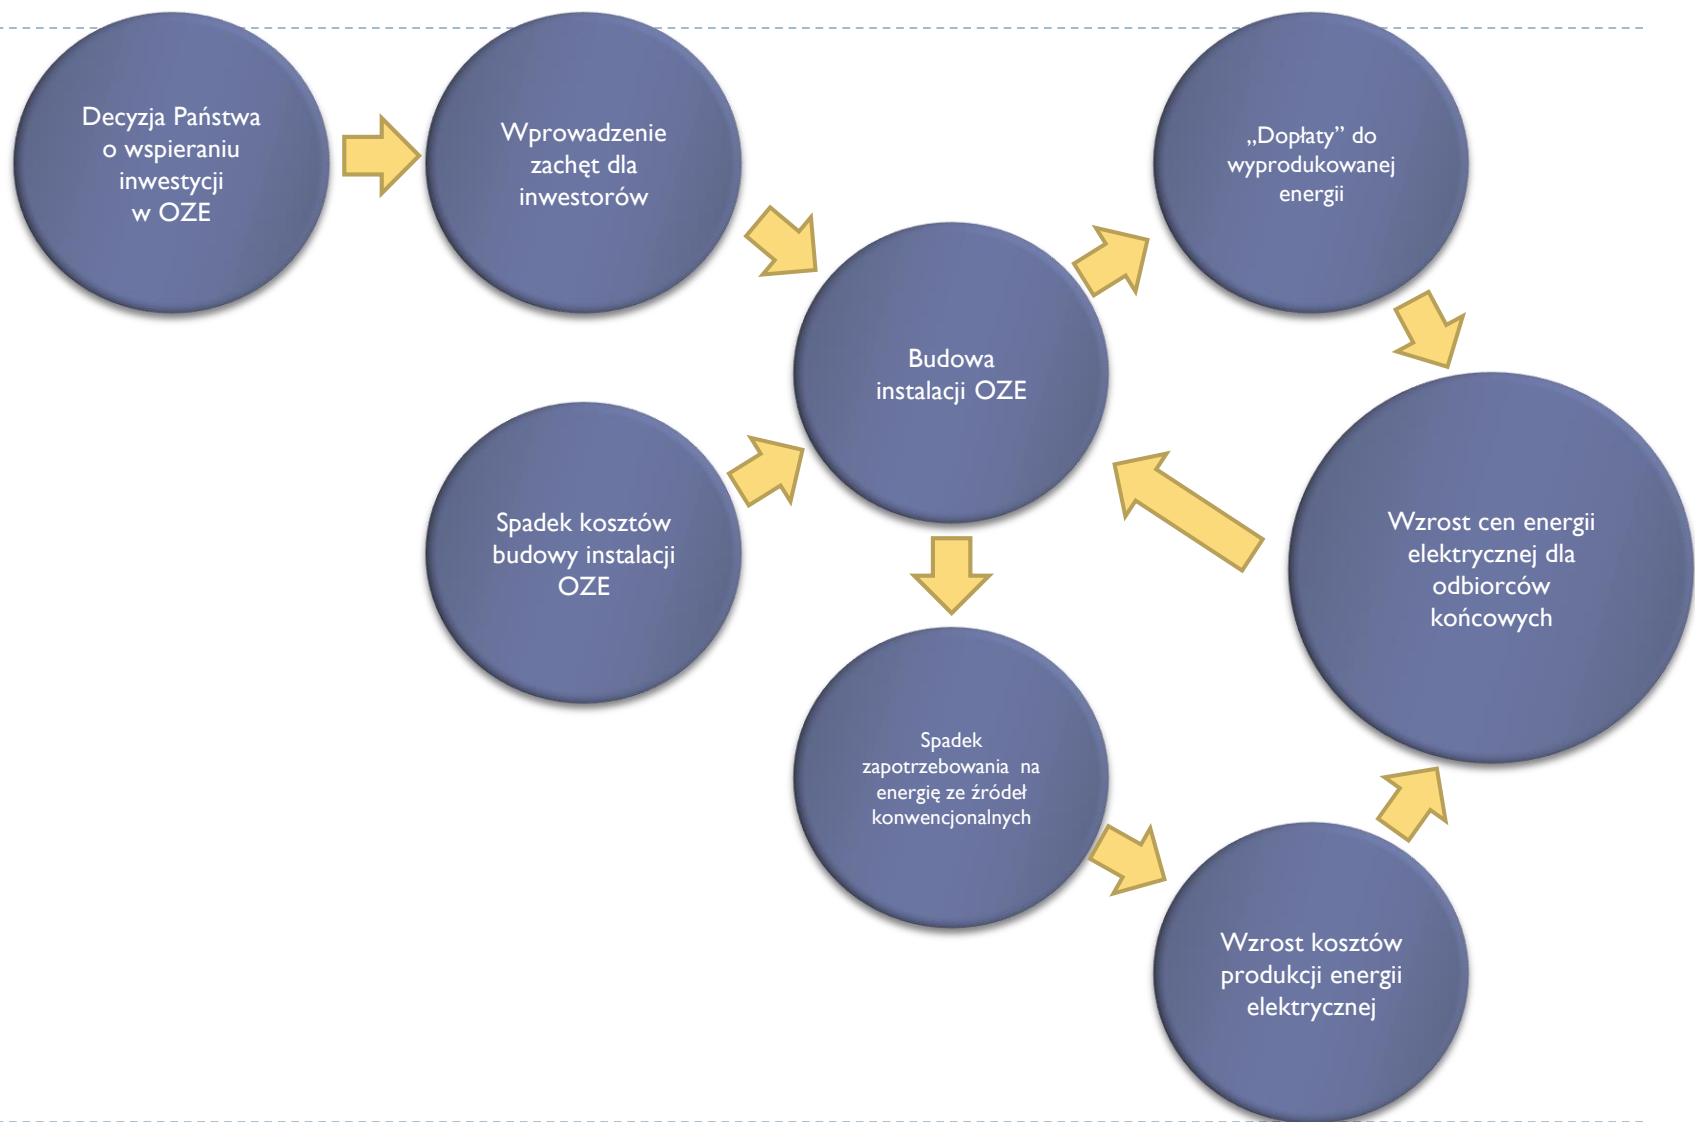 Decyzja Państwa
o wspieraniu
inwestycji
w OZE
Wprowadzenie
zachęt dla
inwestorów
„Dopłaty” do
wyprodukowanej
energii
Budowa
instalacji OZE
Spadek kosztów
budowy instalacji
OZE
Wzrost cen energii
elektrycznej dla
odbiorców
końcowych
Spadek
zapotrzebowania na
energię ze źródeł
konwencjonalnych
Wzrost kosztów
produkcji energii
elektrycznej